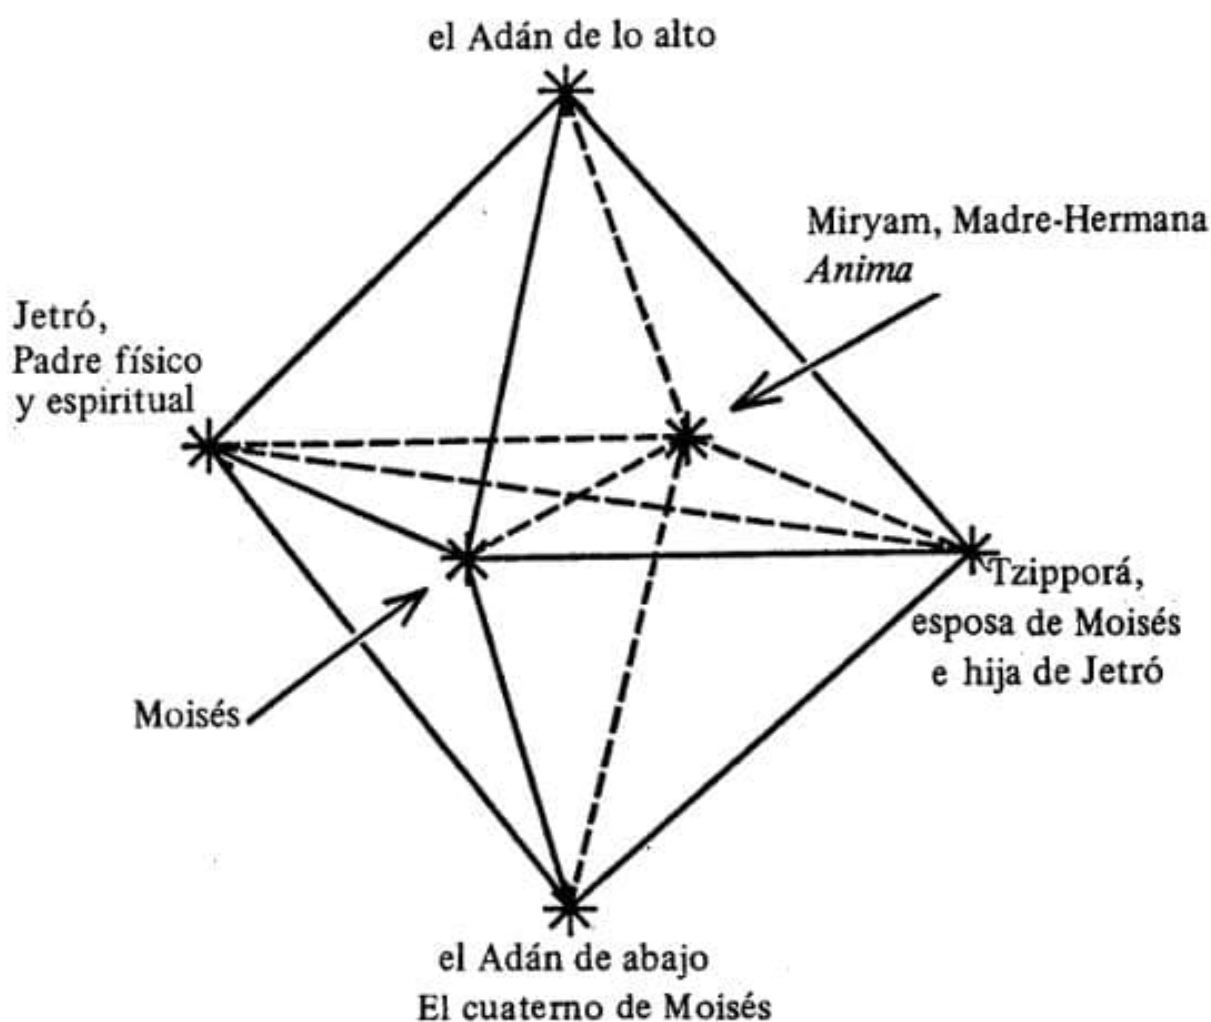 el Adán de lo alto
Miryam, Madre-Hermana
Anima
Jetró,
Padre físico
y espiritual
Tzipporá,
esposa de Moisés
e hija de Jetró
Moisés
el Adán de abajo
El cuaterno de Moisés